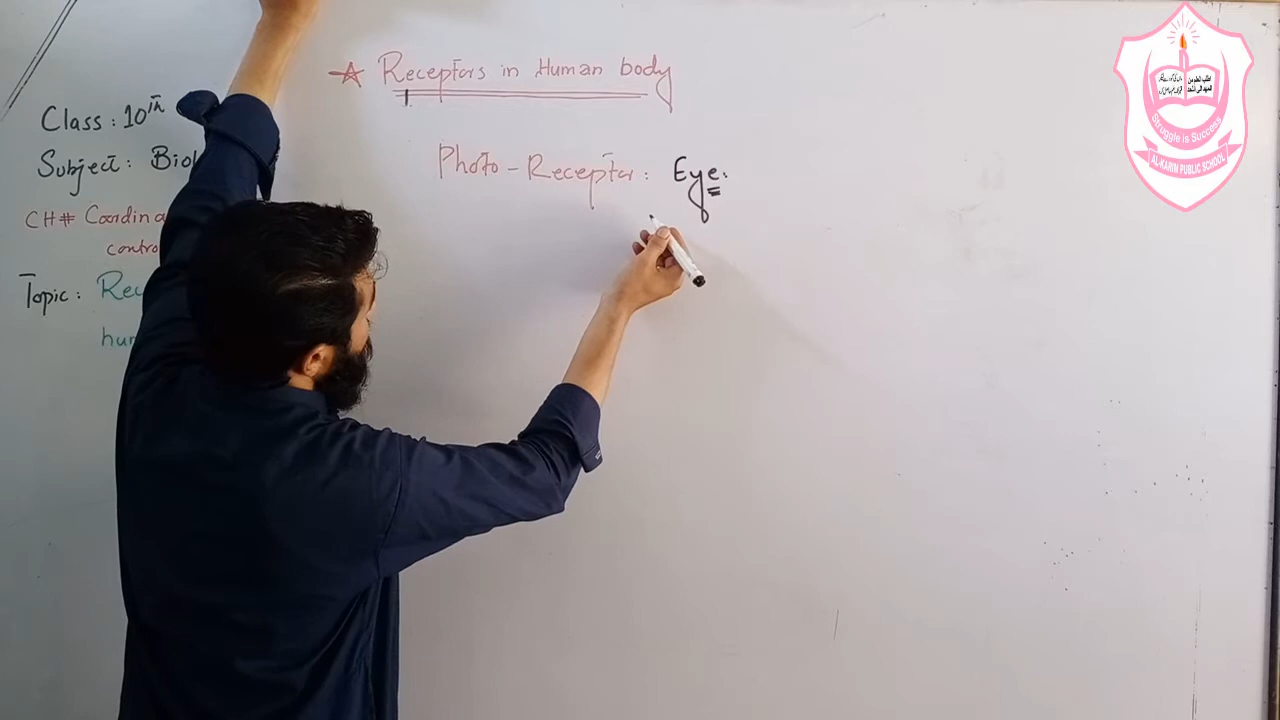 Receptors in Human body
Class: 10th
Subject: Biol
CH# Coordina
contro
Topic: Rec
hum
Photo-Receptor: Eye:
Struggle is Success
AL-KARIM PUBLIC SCHOOL